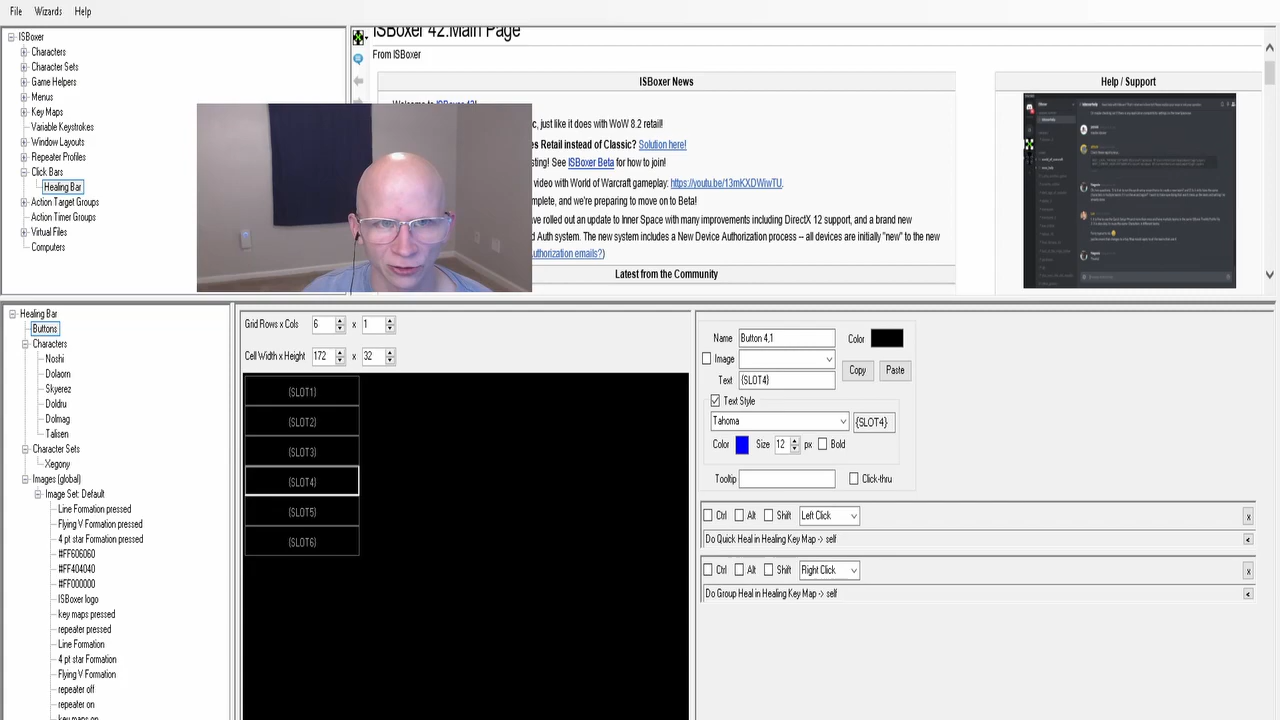 File Wizards Help
ISBoxer
Characters
Character Sets
Game Helpers
Menus
Key Maps
Variable Keystrokes
Window Layouts
Repeater Profiles
Click Bars
Healing Bar
Action Target Groups
Action Timer Groups
Virtual Files
Computers
ISBoxer 42:Main Page
From ISBoxer
ISBoxer News
Welcome to ISBoxer 42!
c, just like it does with WoW 8.2 retail!
es Retail instead of Classic? Solution here!
sting! See ISBoxer Beta for how to join!
video with World of Warcraft gameplay: https://youtu.be/13mKXDWiwTU.
mplete, and we're preparing to move on to Beta!
ave rolled out an update to Inner Space with many improvements including DirectX 12 support, and a brand new
d Auth system. The new system includes a New Device Authorization process -- all devices are initially "new" to the new
uthorization emails?)
Latest from the Community
Help / Support
Healing Bar
Buttons
Characters
Noshi
Dolaorn
Skyerez
Doldru
Dolmag
Talisen
Character Sets
Xegony
Images (global)
Image Set: Default
Line Formation pressed
Flying V Formation pressed
4 pt star Formation pressed
#FF606060
#FF404040
#FF000000
ISBoxer logo
key maps pressed
repeater pressed
Line Formation
4 pt star Formation
Flying V Formation
repeater off
repeater on
key maps on
Grid Rows x Cols 6 x 1
Cell Width x Height 172 x 32
{SLOT1}
{SLOT2}
{SLOT3}
{SLOT4}
{SLOT5}
{SLOT6}
Name Button 4,1 Color
Image
Text {SLOT4} Copy Paste
Text Style
Tahoma {SLOT4}
Color Size 12 px Bold
Tooltip Click-thru
Ctrl Alt Shift Left Click x
Do Quick Heal in Healing Key Map -> self <
Ctrl Alt Shift Right Click x
Do Group Heal in Healing Key Map -> self <